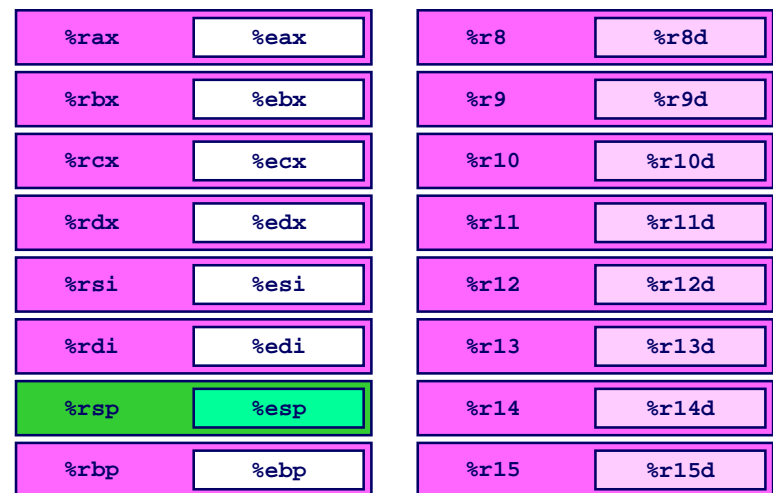 %rax %eax %r8 %r8d
%rbx %ebx %r9 %r9d
%rcx %ecx %r10 %r10d
%rdx %edx %r11 %r11d
%rsi %esi %r12 %r12d
%rdi %edi %r13 %r13d
%rsp %esp %r14 %r14d
%rbp %ebp %r15 %r15d